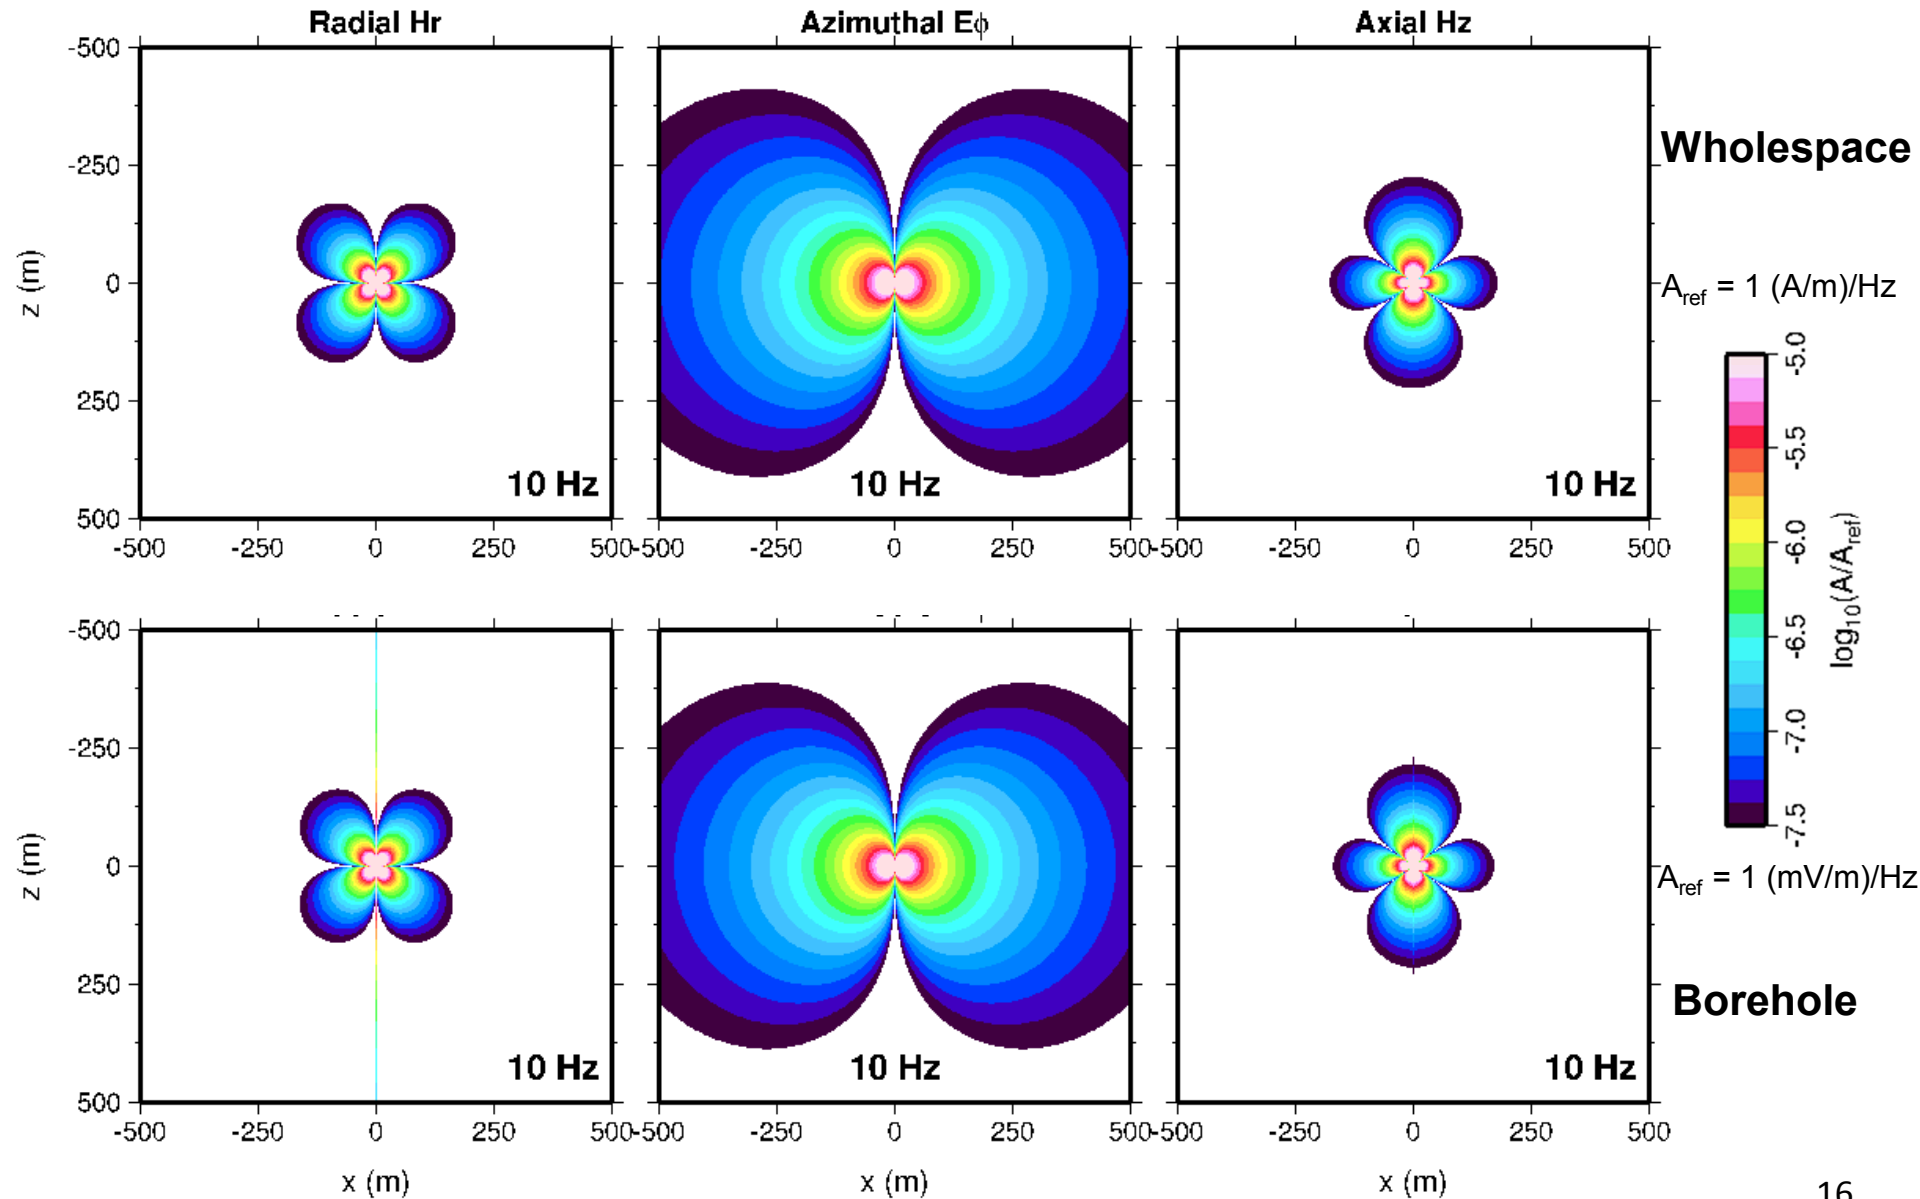 Radial Hr
Azimuthal Eϕ
Axial Hz
-500
-250
0
250
500
z (m)
10 Hz
10 Hz
10 Hz
-500 -250 0 250 500
-500 -250 0 250 500
-500 -250 0 250 500
Wholespace
A_ref = 1 (A/m)/Hz
-5.0
-5.5
-6.0
-6.5
-7.0
-7.5
log₁₀(A/A_ref)
A_ref = 1 (mV/m)/Hz
Borehole
-500
-250
0
250
500
z (m)
10 Hz
10 Hz
10 Hz
-500 -250 0 250 500
-500 -250 0 250 500
-500 -250 0 250 500
x (m)
x (m)
x (m)
16